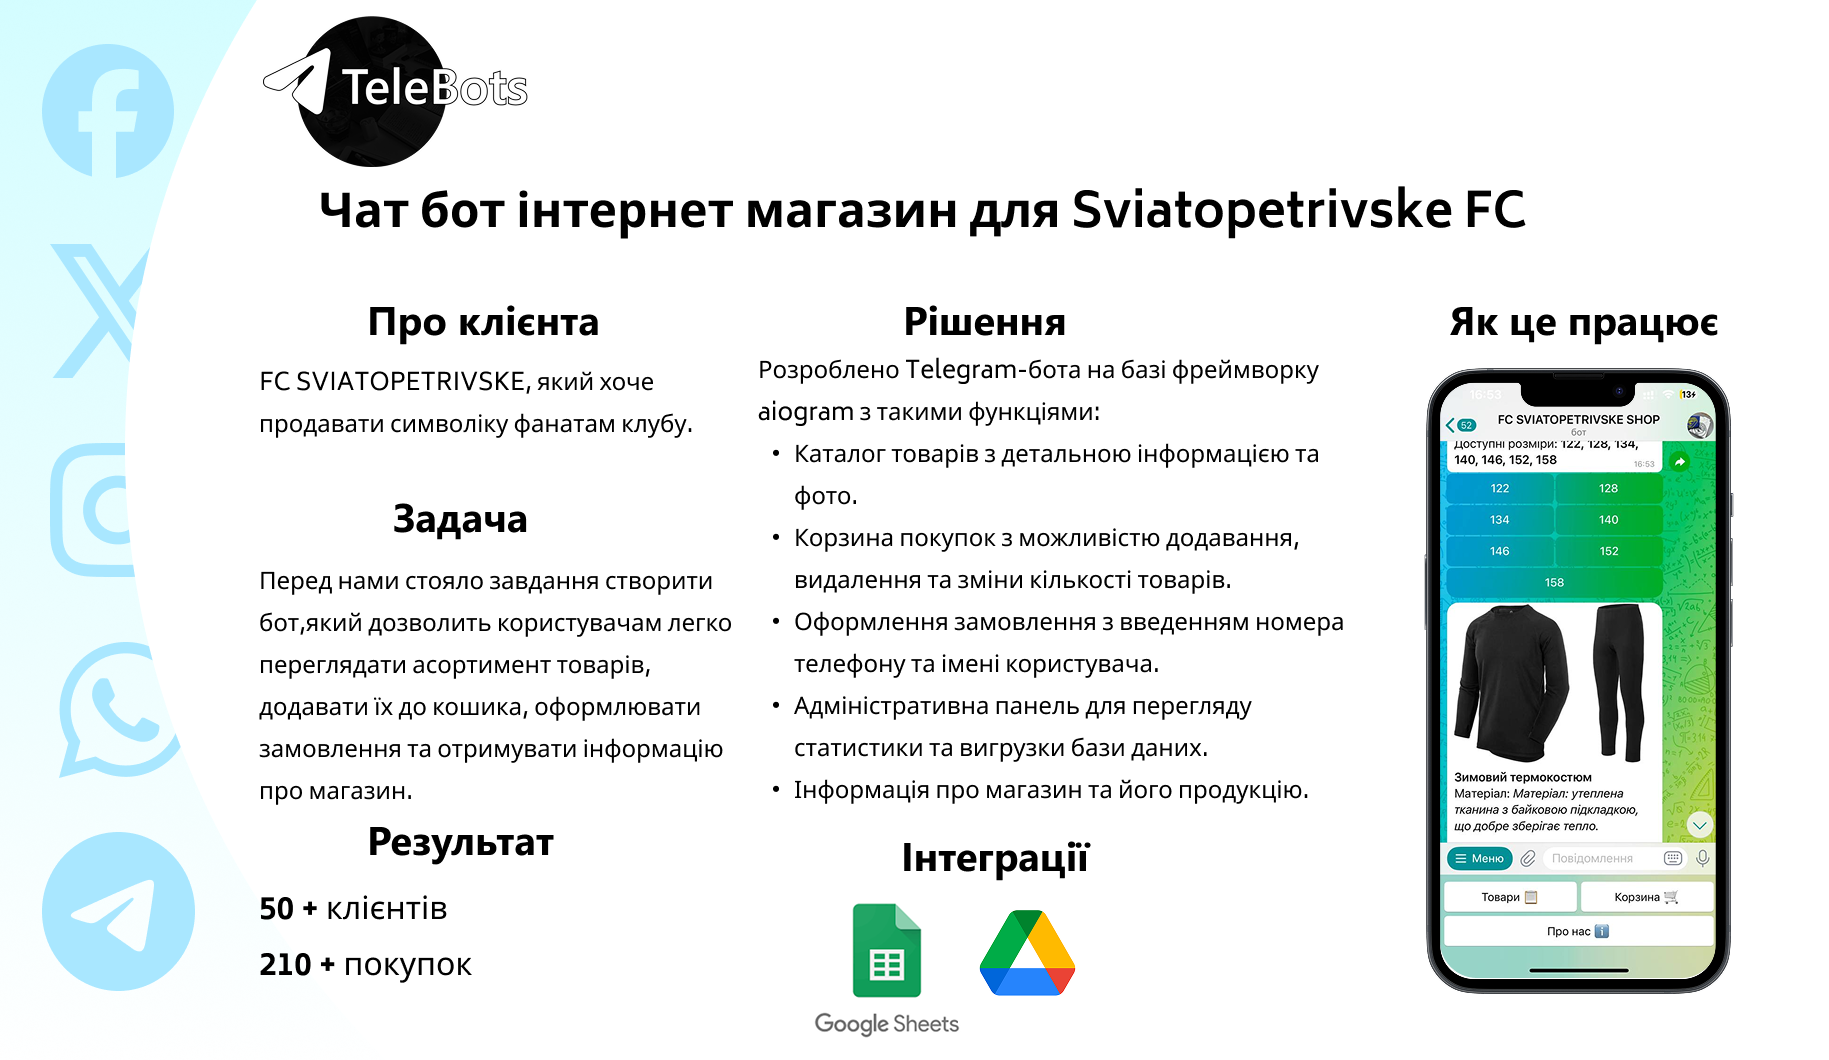 TeleBots
Чат бот інтернет магазин для Sviatopetrivske FC
Про клієнта
FC SVIATOPETRIVSKE, який хоче
продавати символіку фанатам клубу.
Задача
Перед нами стояло завдання створити
бот,який дозволить користувачам легко
переглядати асортимент товарів,
додавати їх до кошика, оформлювати
замовлення та отримувати інформацію
про магазин.
Результат
50 + клієнтів
210 + покупок
Рішення
Розроблено Telegram-бота на базі фреймворку
aiogram з такими функціями:
• Каталог товарів з детальною інформацією та
фото.
• Корзина покупок з можливістю додавання,
видалення та зміни кількості товарів.
• Оформлення замовлення з введенням номера
телефону та імені користувача.
• Адміністративна панель для перегляду
статистики та вигрузки бази даних.
• Інформація про магазин та його продукцію.
Інтеграції
Google Sheets
Як це працює
16:53
13
52
FC SVIATOPETRIVSKE SHOP
бот
Доступні розміри: 122, 128, 134,
140, 146, 152, 158
16:53
122 128
134 140
146 152
158
Зимовий термокостюм
Матеріал: Матеріал: утеплена
тканина з байковою підкладкою,
що добре зберігає тепло.
Меню Повідомлення
Товари Корзина
Про нас